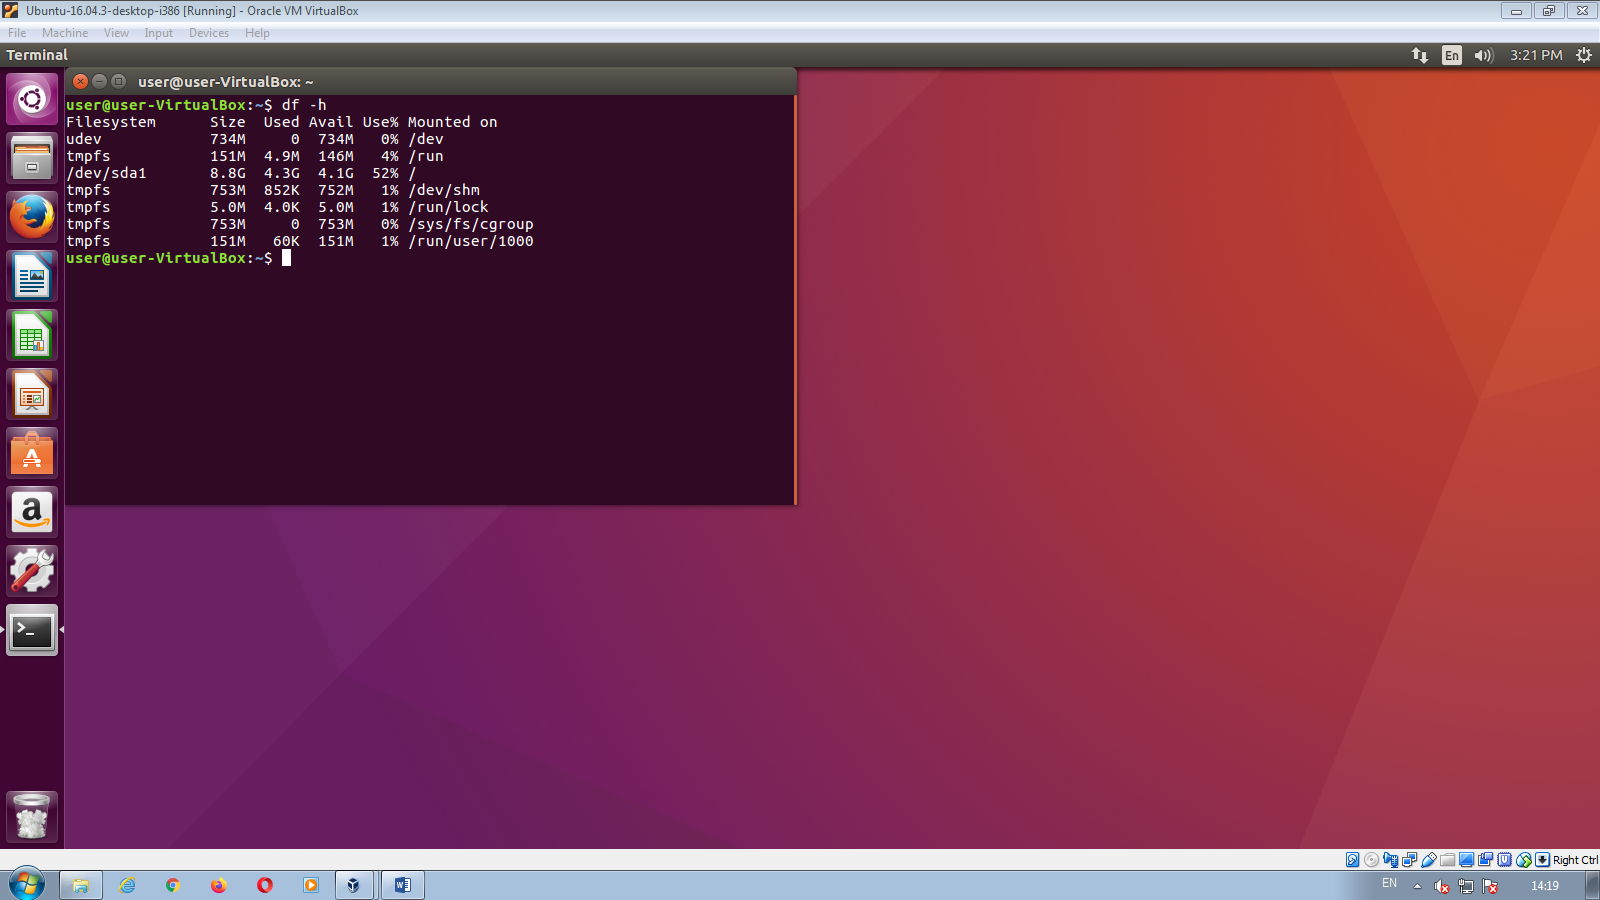 Ubuntu-16.04.3-desktop-i386 [Running] - Oracle VM VirtualBox
File Machine View Input Devices Help
Terminal En 3:21 PM
user@user-VirtualBox: ~
user@user-VirtualBox:~$ df -h
Filesystem Size Used Avail Use% Mounted on
udev 734M 0 734M 0% /dev
tmpfs 151M 4.9M 146M 4% /run
/dev/sda1 8.8G 4.3G 4.1G 52% /
tmpfs 753M 852K 752M 1% /dev/shm
tmpfs 5.0M 4.0K 5.0M 1% /run/lock
tmpfs 753M 0 753M 0% /sys/fs/cgroup
tmpfs 151M 60K 151M 1% /run/user/1000
user@user-VirtualBox:~$
Right Ctrl
EN 14:19